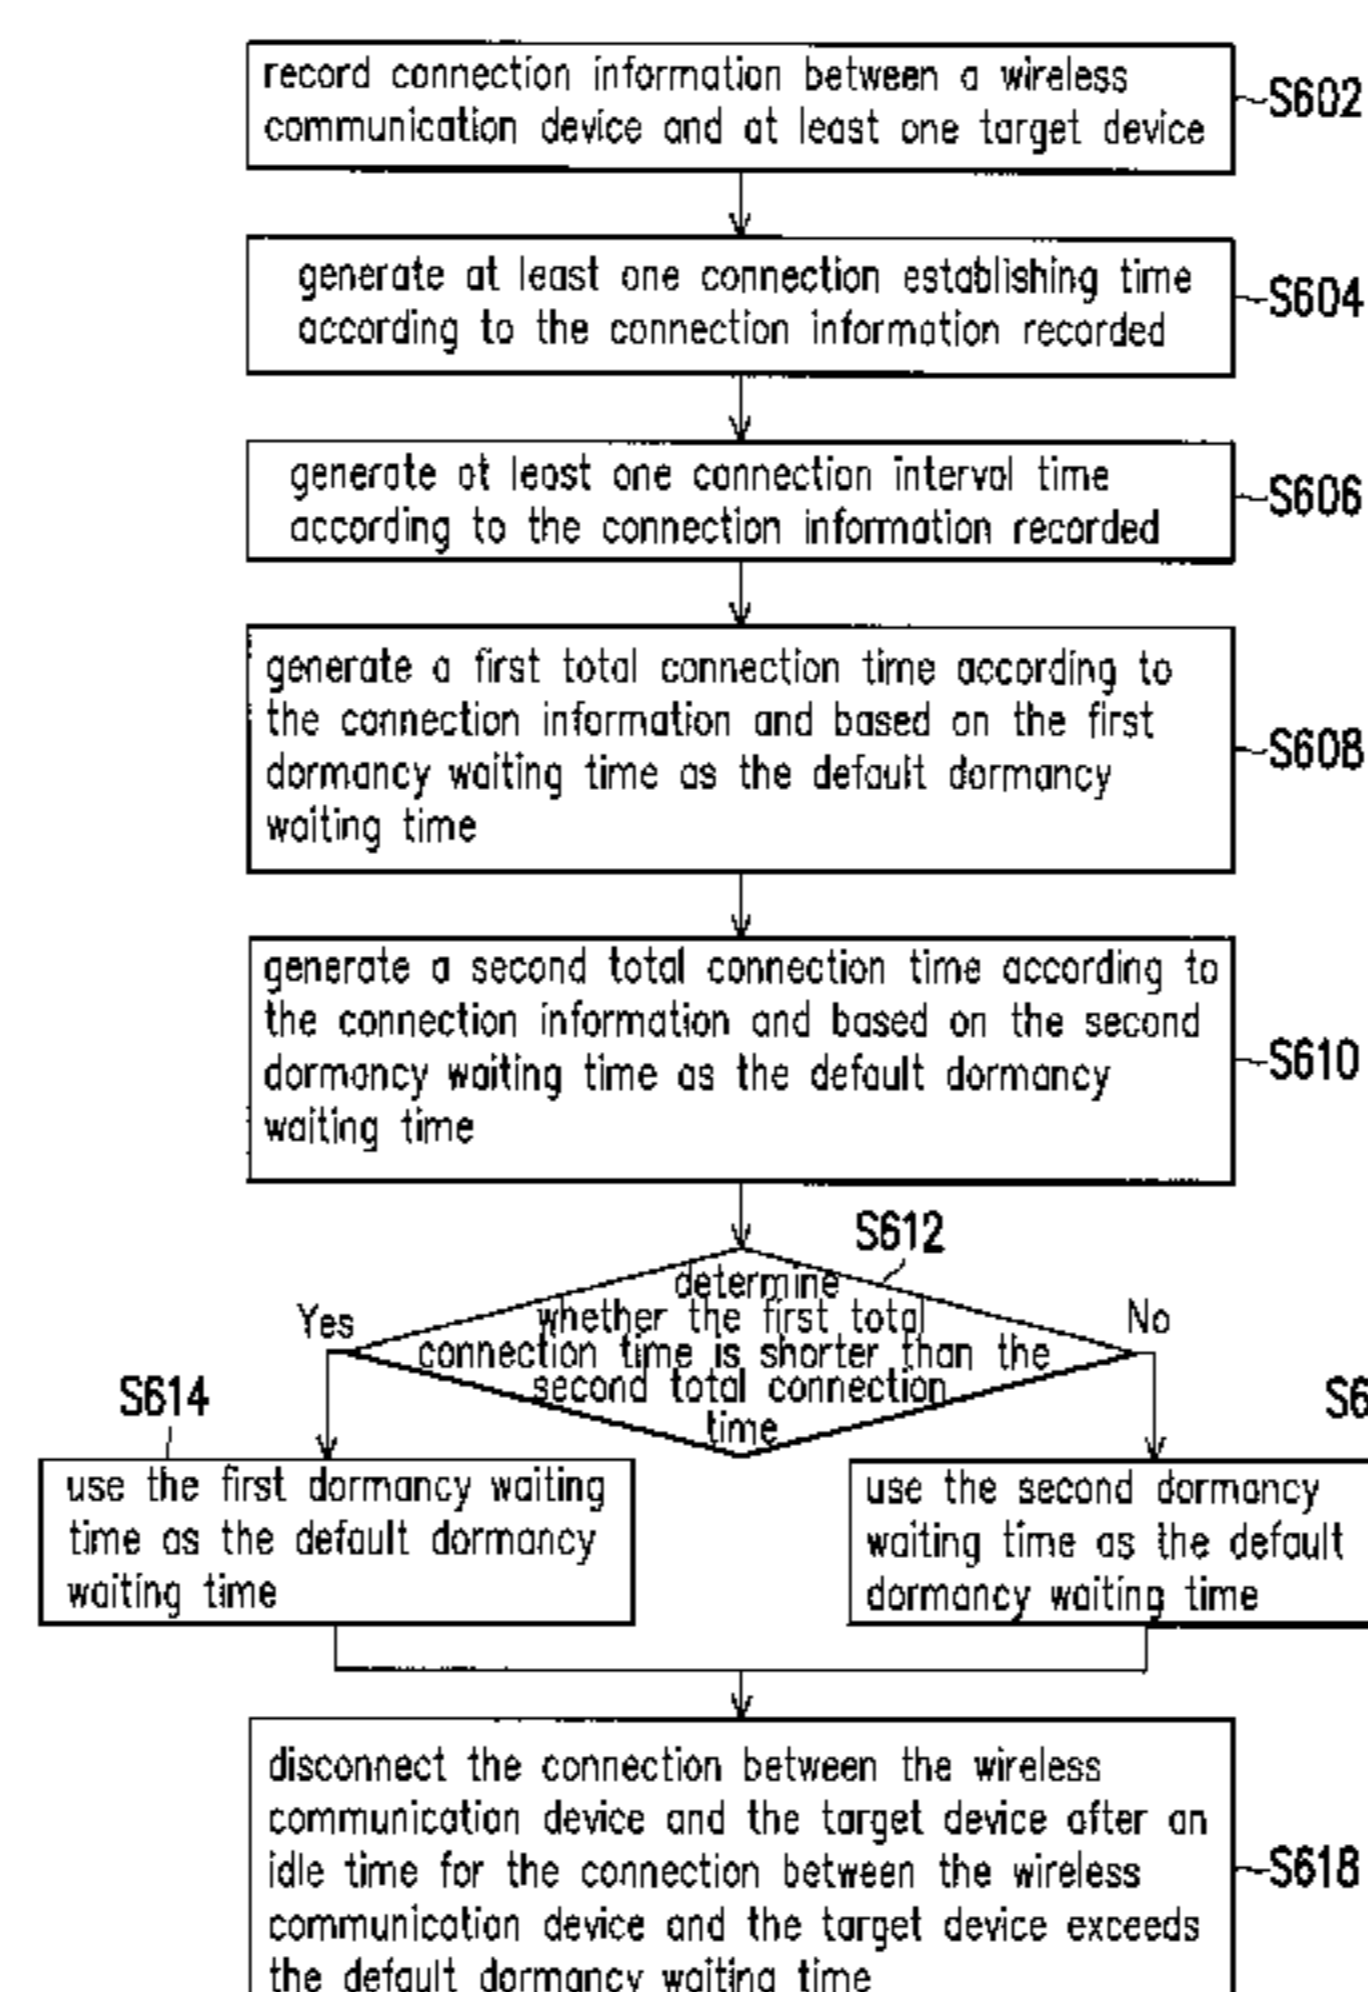 record connection information between a wireless
communication device and at least one target device
S602
generate at least one connection establishing time
according to the connection information recorded
S604
generate at least one connection interval time
according to the connection information recorded
S606
generate a first total connection time according to
the connection information and based on the first
dormancy waiting time as the default dormancy
waiting time
S608
generate a second total connection time according to
the connection information and based on the second
dormancy waiting time as the default dormancy
waiting time
S610
S612
determine
whether the first total
connection time is shorter than the
second total connection
time
Yes
No
S614
use the first dormancy waiting
time as the default dormancy
waiting time
use the second dormancy
waiting time as the default
dormancy waiting time
disconnect the connection between the wireless
communication device and the target device after an
idle time for the connection between the wireless
communication device and the target device exceeds
the default dormancy waiting time
S618